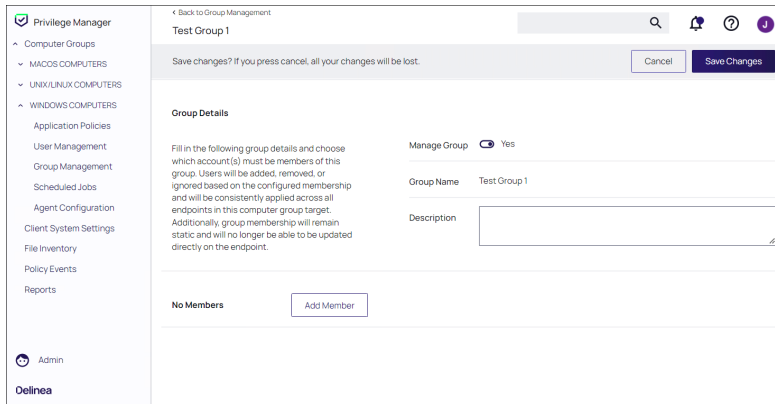 Privilege Manager
Computer Groups
MACOS COMPUTERS
UNIX/LINUX COMPUTERS
WINDOWS COMPUTERS
Application Policies
User Management
Group Management
Scheduled Jobs
Agent Configuration
Client System Settings
File Inventory
Policy Events
Reports
Admin
Delinea
Back to Group Management
Test Group 1
J
Save changes? If you press cancel, all your changes will be lost.
Cancel
Save Changes
Group Details
Fill in the following group details and choose
which account(s) must be members of this
group. Users will be added, removed, or
ignored based on the configured membership
and will be consistently applied across all
endpoints in this computer group target.
Additionally, group membership will remain
static and will no longer be able to be updated
directly on the endpoint.
Manage Group Yes
Group Name Test Group 1
Description
No Members
Add Member